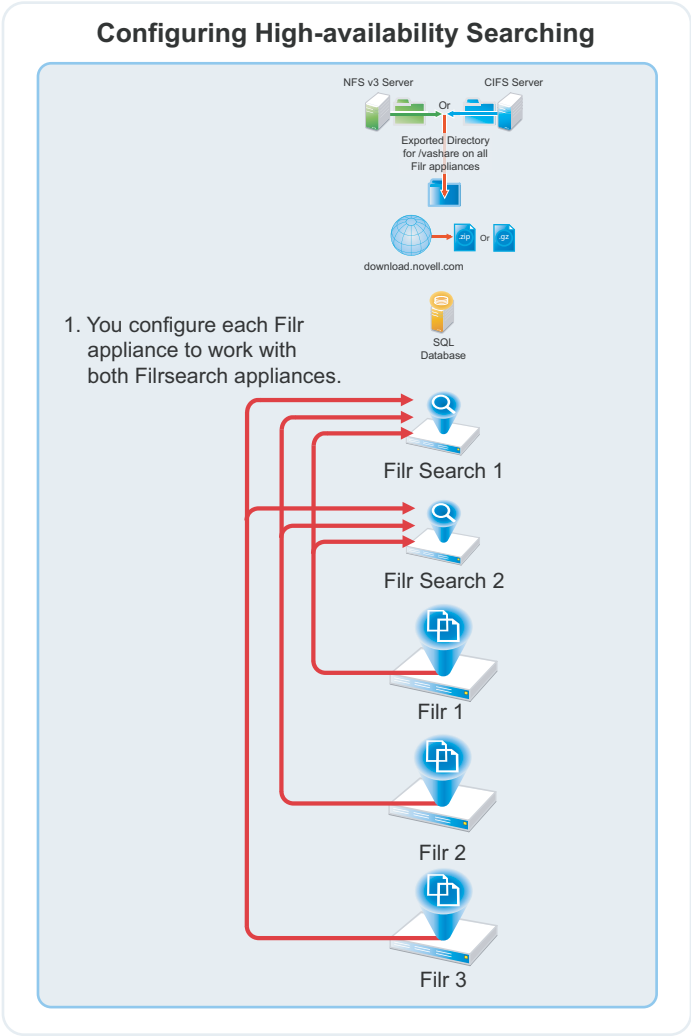 Configuring High-availability Searching
NFS v3 Server
CIFS Server
Or
Exported Directory
for /vashare on all
Filr appliances
.zip Or .gz
download.novell.com
SQL
Database
1. You configure each Filr
appliance to work with
both Filrsearch appliances.
Filr Search 1
Filr Search 2
Filr 1
Filr 2
Filr 3